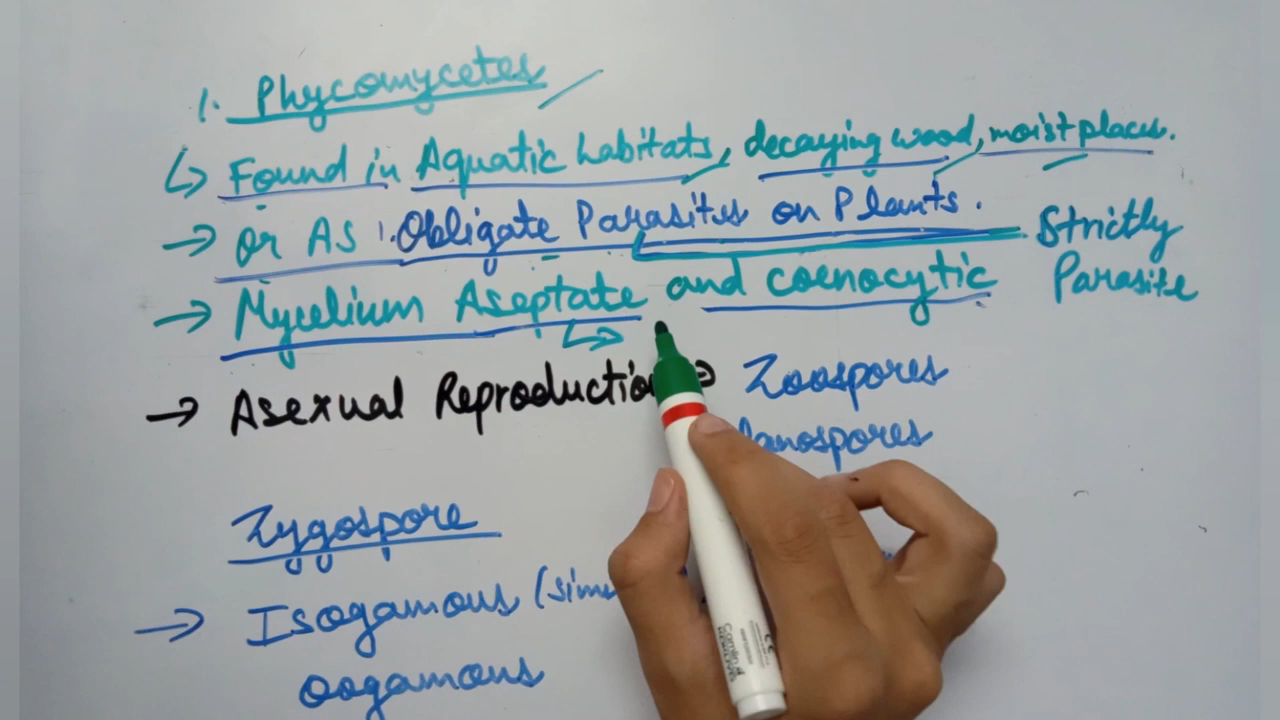 1. Phycomycetes
Found in Aquatic habitats, decaying wood, moist places.
or As 1. Obligate Parasites on Plants. Strictly Parasite
Mycelium Aseptate and coenocytic
Asexual Reproduction Zoospores
Zygospore
Isogamous
oogamous